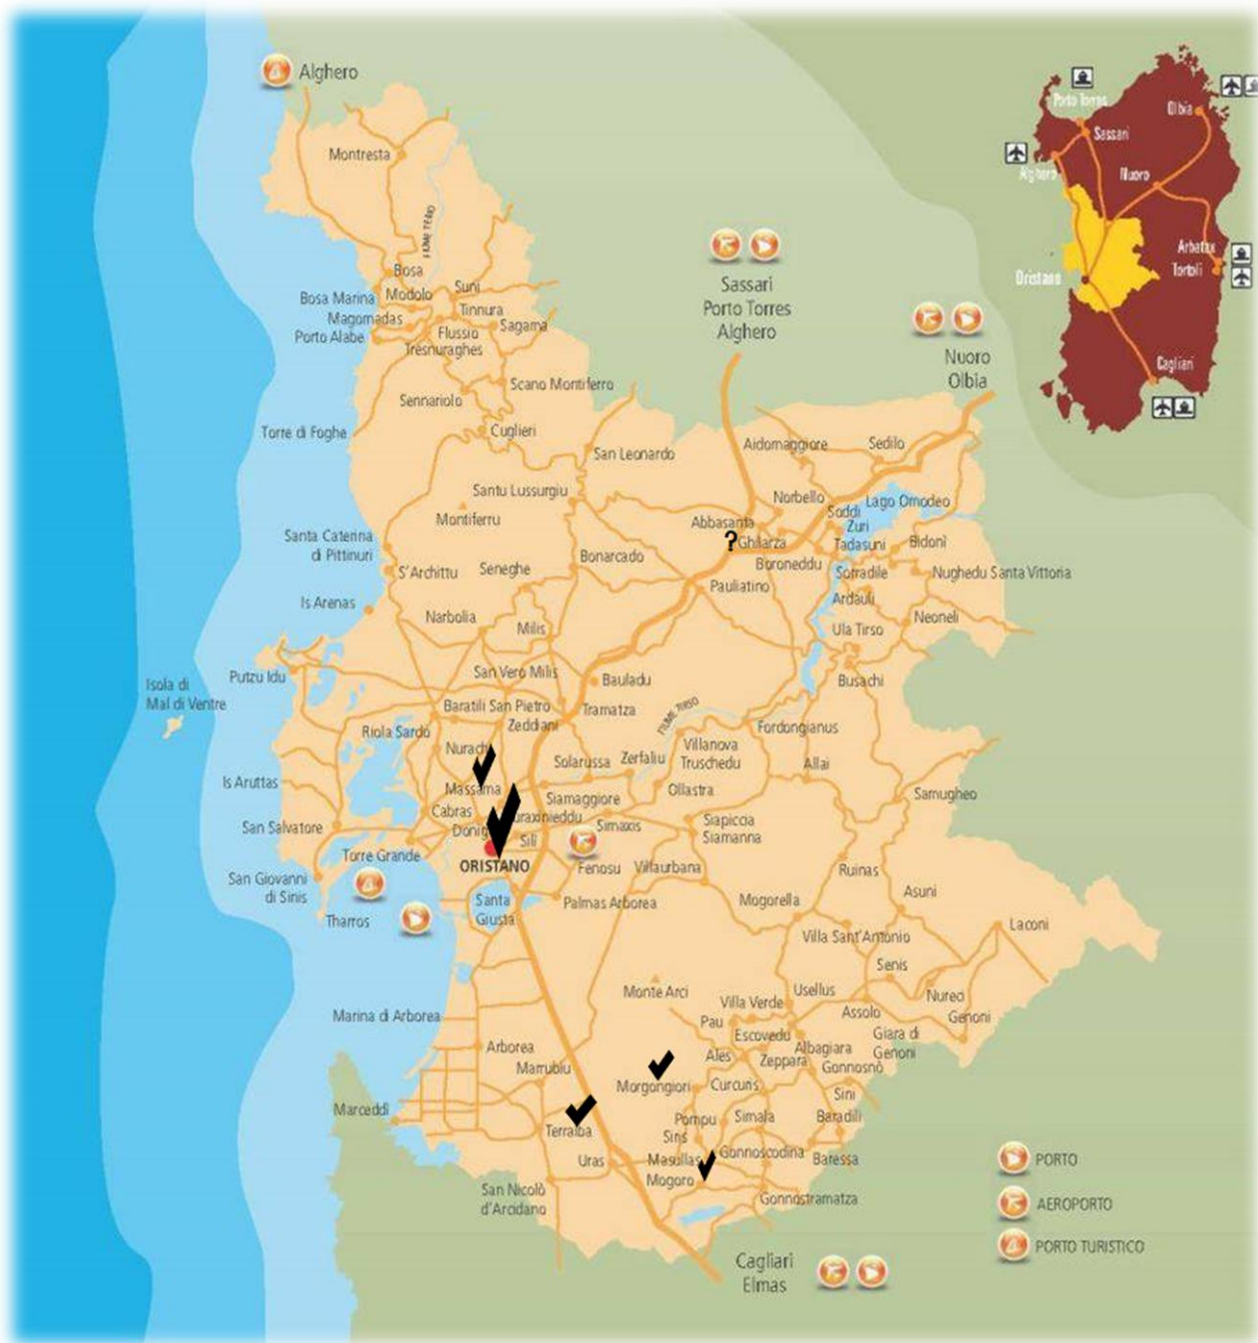 Alghero
Montresta
FIUME TEMO
Bosa
Bosa Marina
Modolo
Suni
Magomadas
Tinnura
Porto Alabe
Flussio
Sagama
Tresnuraghes
Scano Montiferro
Sennariolo
Torre di Foghe
Cuglieri
San Leonardo
Sassari
Porto Torres
Alghero
Nuoro
Olbia
Porto Torres
Olbia
Sassari
Alghero
Nuoro
Arbatax
Tortolì
Oristano
Cagliari
Aidomaggiore
Sedilo
Santu Lussurgiu
Montiferru
Norbello
Soddì
Lago Omodeo
Abbasanta
Zuri
?
Ghilarza
Tadasuni
Bidonì
Boroneddu
Sorradile
Nughedu Santa Vittoria
Santa Caterina
di Pittinuri
S'Archittu
Seneghe
Bonarcado
Pauliatino
Ardauli
Is Arenas
Narbolia
Milis
Ula Tirso
Neoneli
Putzu Idu
San Vero Milis
Bauladu
Busachi
Isola di
Mal di Ventre
Baratili San Pietro
Tramatza
FIUME TIRSO
Riola Sardo
Zeddiani
Fordongianus
Nurachi
Villanova
Truschedu
Solarussa
Zerfaliu
Allai
Is Aruttas
Massama
Ollastra
Samugheo
Cabras
Siamaggiore
San Salvatore
Donig
uraxinieddu
Simaxis
Siapiccia
Siamanna
Silì
Torre Grande
ORISTANO
Fenosu
Villaurbana
Ruinas
San Giovanni
di Sinis
Asuni
Tharros
Santa
Giusta
Palmas Arborea
Mogorella
Laconi
Villa Sant'Antonio
Senis
Monte Arci
Villa Verde
Usellus
Nureci
Marina di Arborea
Pau
Assolo
Genoni
Escovedu
Giara di
Genoni
Arborea
Albagiara
Marrubiu
Ales
Zeppara
Gonnosnò
Morgongiori
Curcuris
Sini
Marceddì
Pompu
Simala
Baradili
Terralba
Siris
Uras
Masullas
Gonnoscodina
Baressa
Mogoro
San Nicolò
d'Arcidano
Gonnostramatza
Cagliari
Elmas
PORTO
AEROPORTO
PORTO TURISTICO